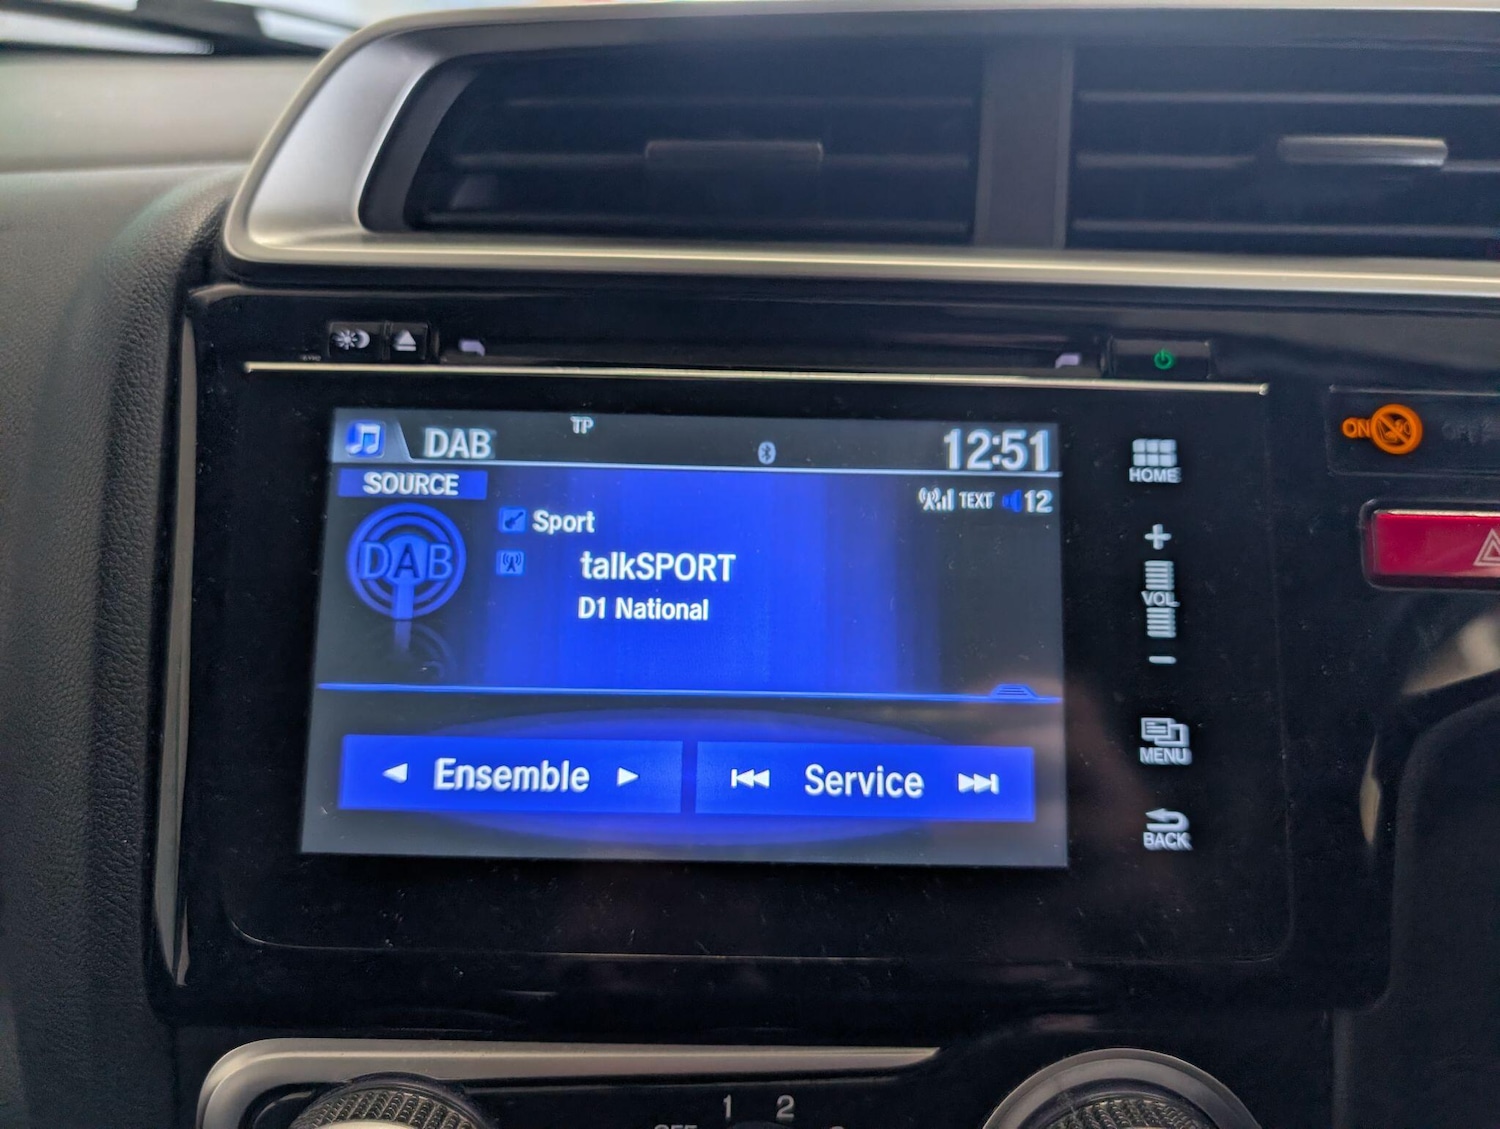 DAB
TP
12:51
SOURCE
TEXT
12
DAB
Sport
talkSPORT
D1 National
Ensemble
Service
HOME
+
VOL
−
MENU
BACK
ON
1 2